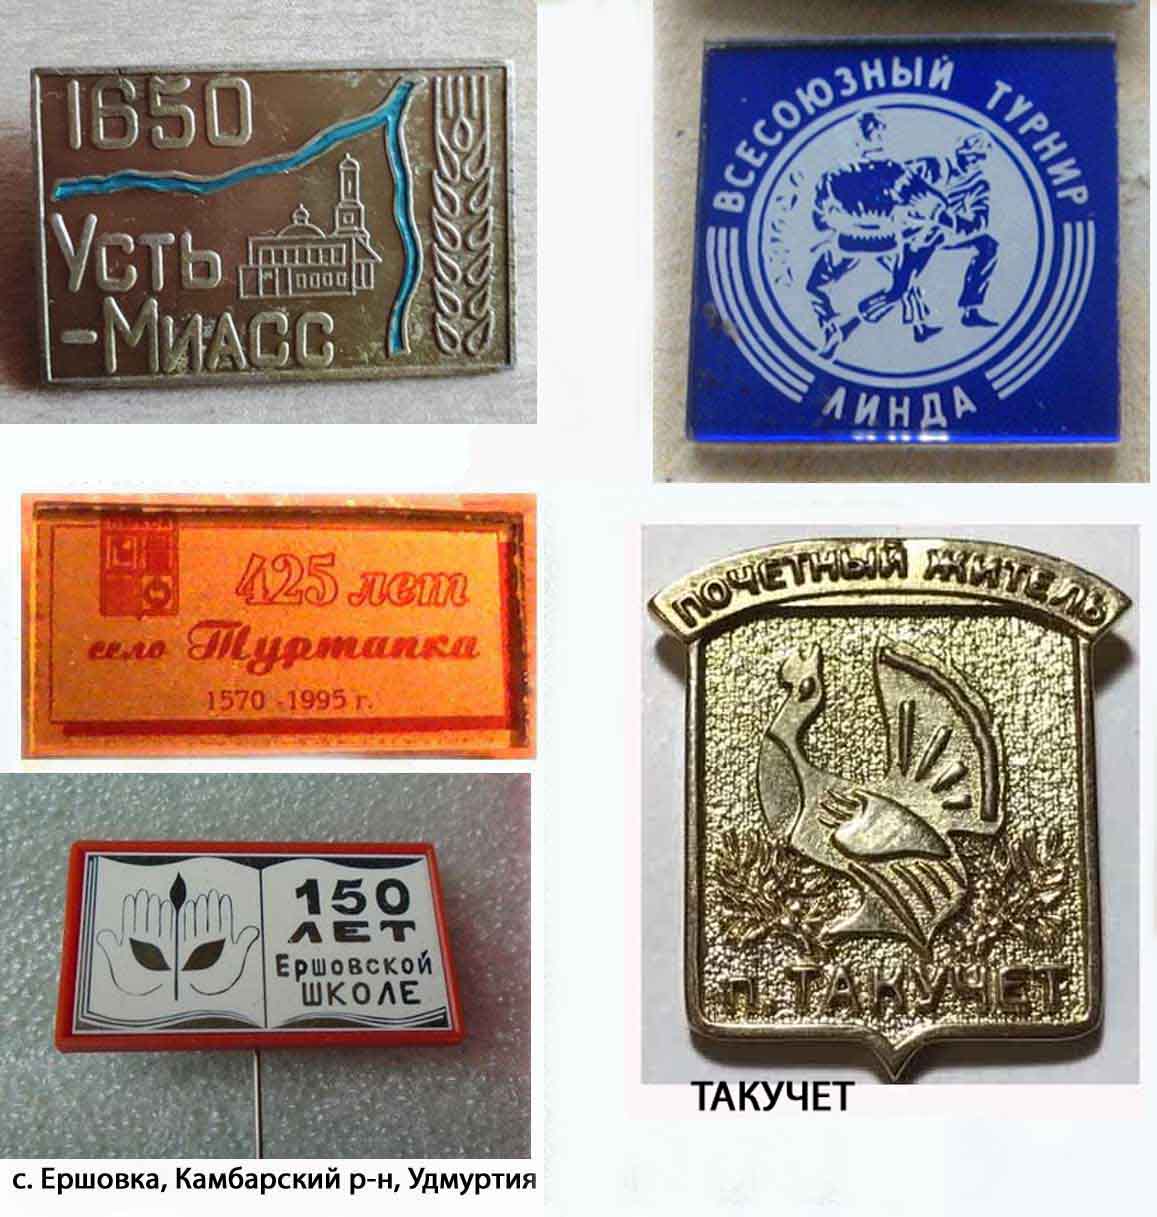 1650
Усть
-Миасс
ВСЕСОЮЗНЫЙ ТУРНИР
ЛИНДА
425 лет
село Туртапка
1570 - 1995 г.
150
ЛЕТ
Ершовской
ШКОЛЕ
с. Ершовка, Камбарский р-н, Удмуртия
ПОЧЕТНЫЙ ЖИТЕЛЬ
п. ТАКУЧЕТ
ТАКУЧЕТ